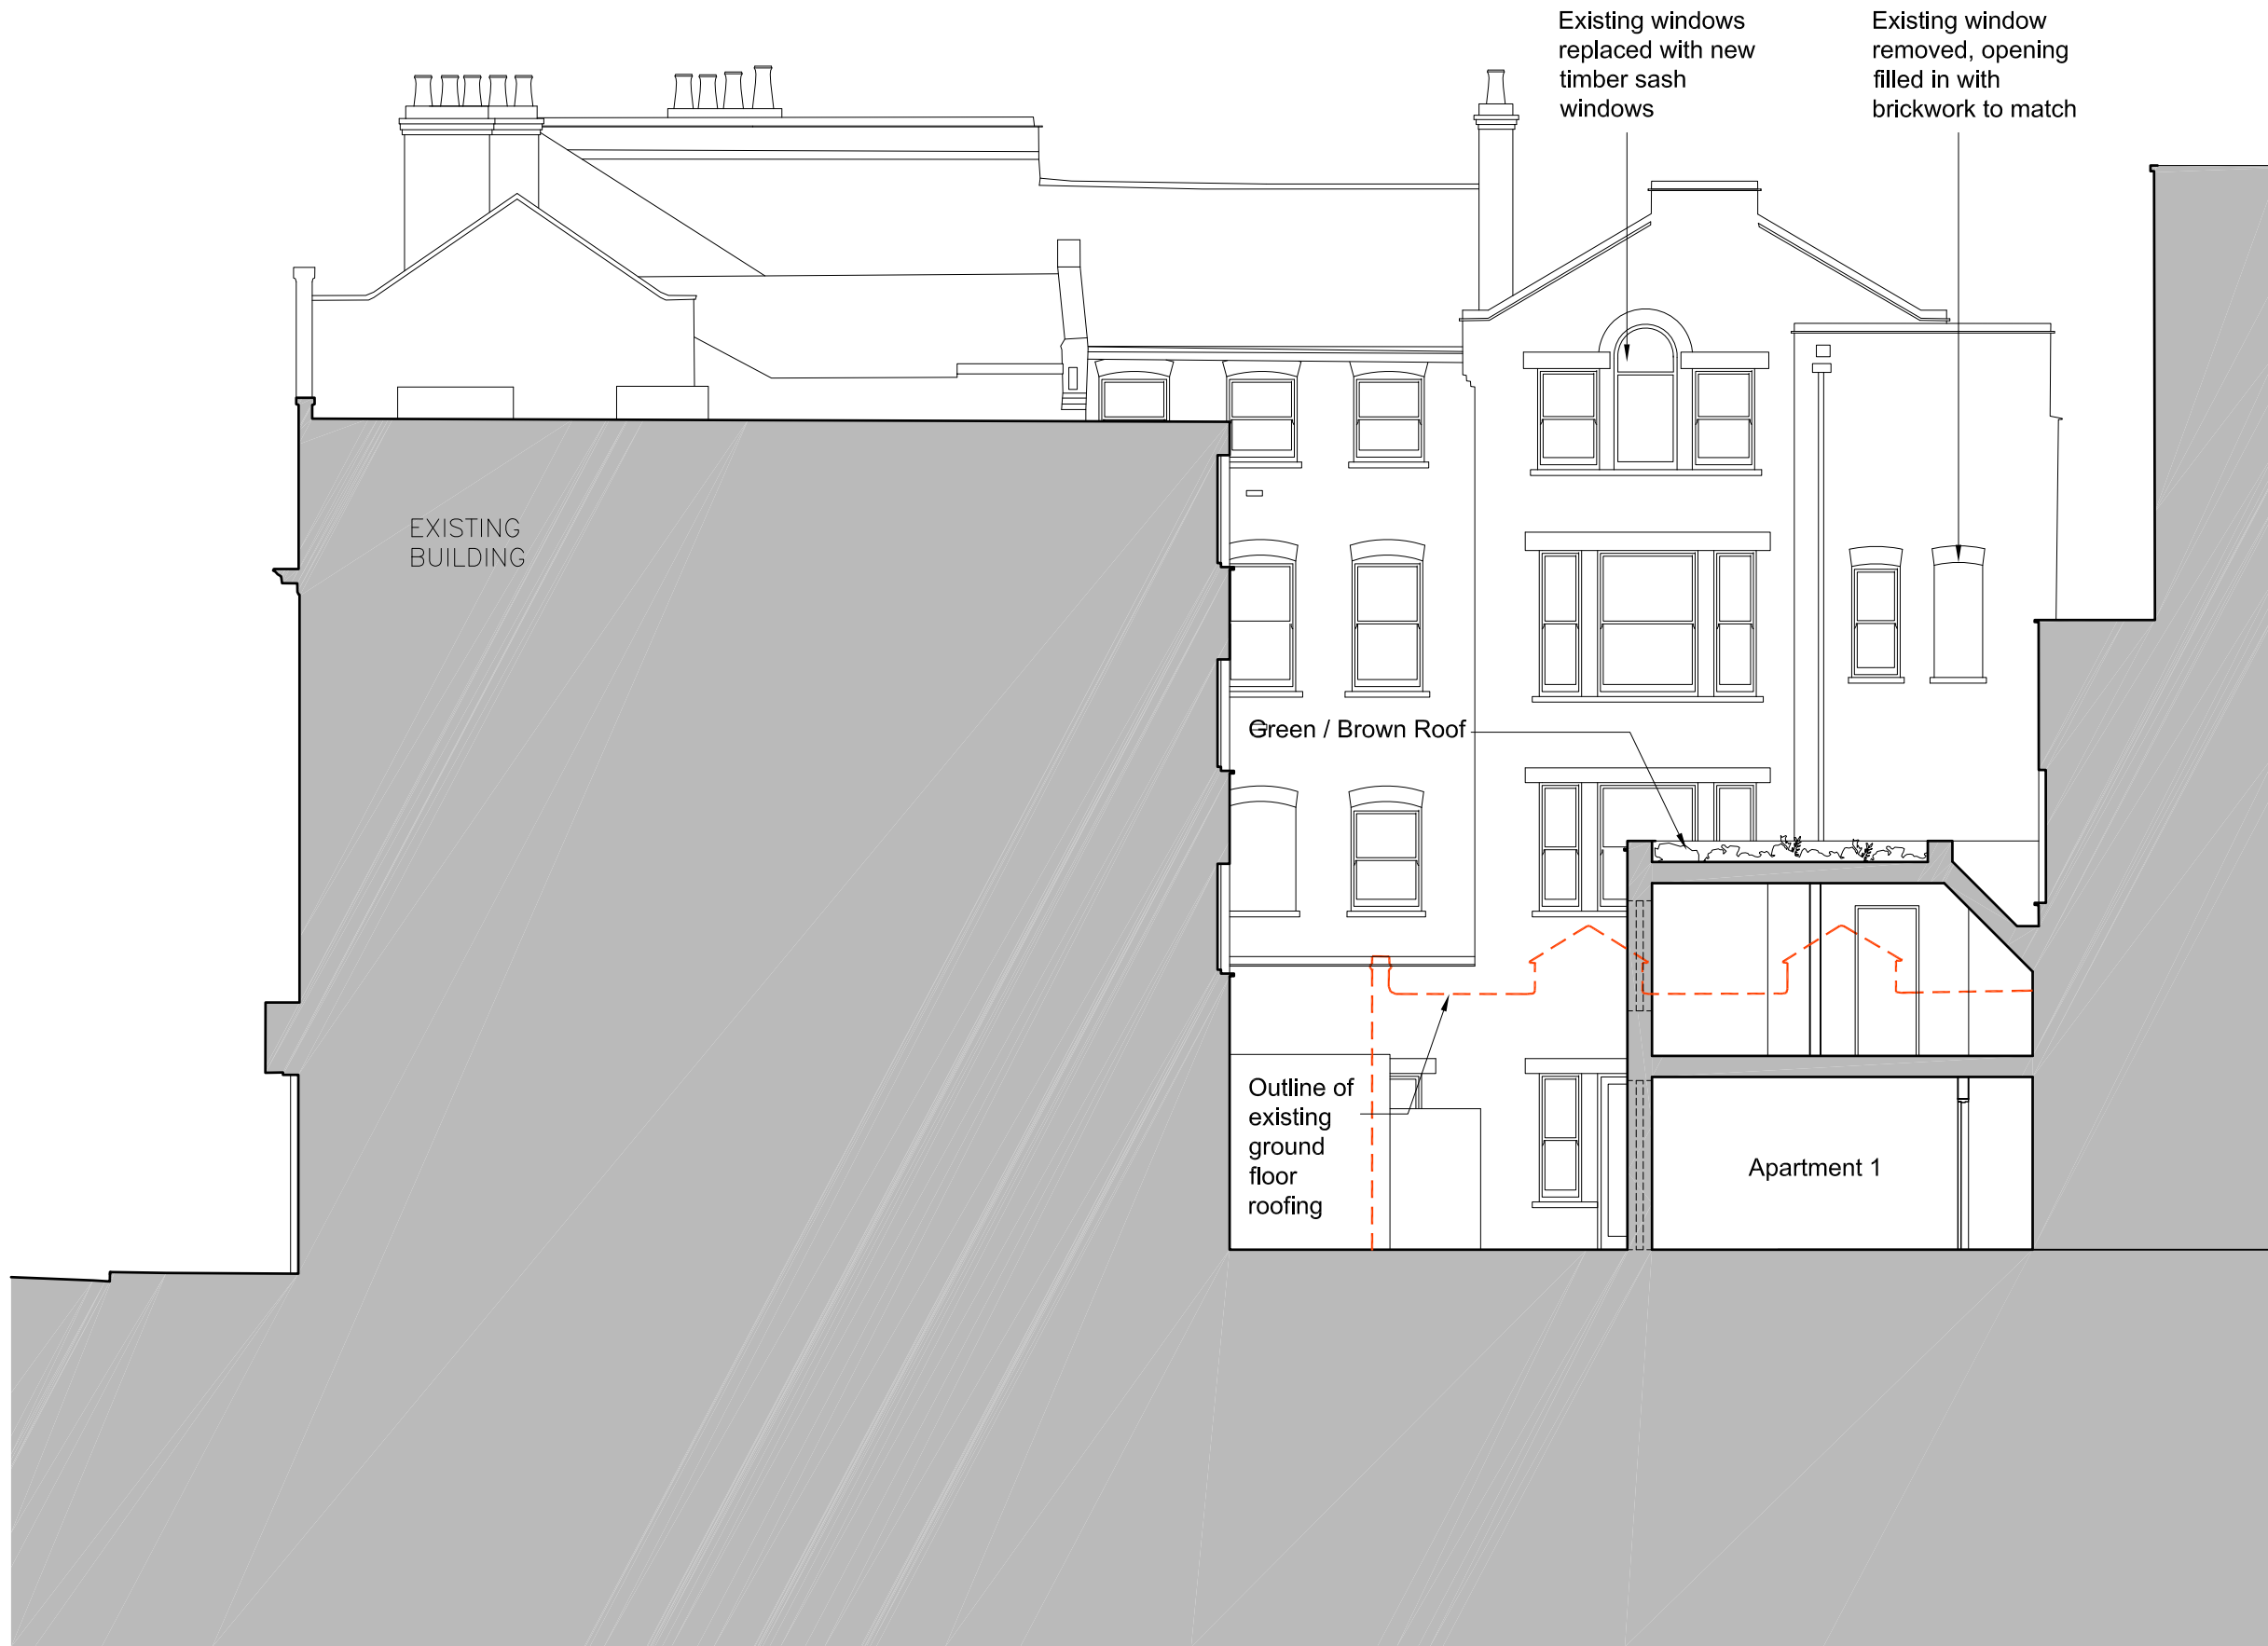 Existing windows
replaced with new
timber sash
windows
Existing window
removed, opening
filled in with
brickwork to match
EXISTING
BUILDING
Green / Brown Roof
Outline of
existing
ground
floor
roofing
Apartment 1